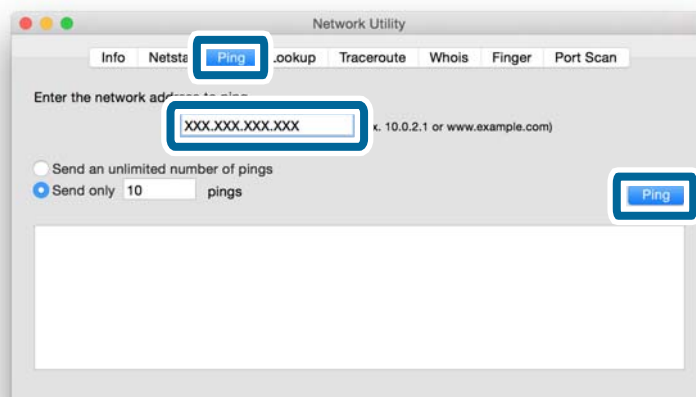 Network Utility
Info Netsta Ping ookup Traceroute Whois Finger Port Scan
Enter the network address to ping
XXX.XXX.XXX.XXX x. 10.0.2.1 or www.example.com)
Send an unlimited number of pings
Send only 10 pings
Ping